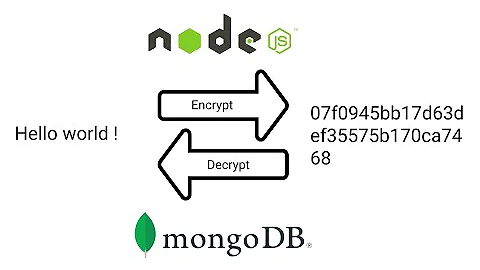 node
JS
Encrypt
Hello world !
07f0945bb17d63d
ef35575b170ca74
68
Decrypt
mongoDB®